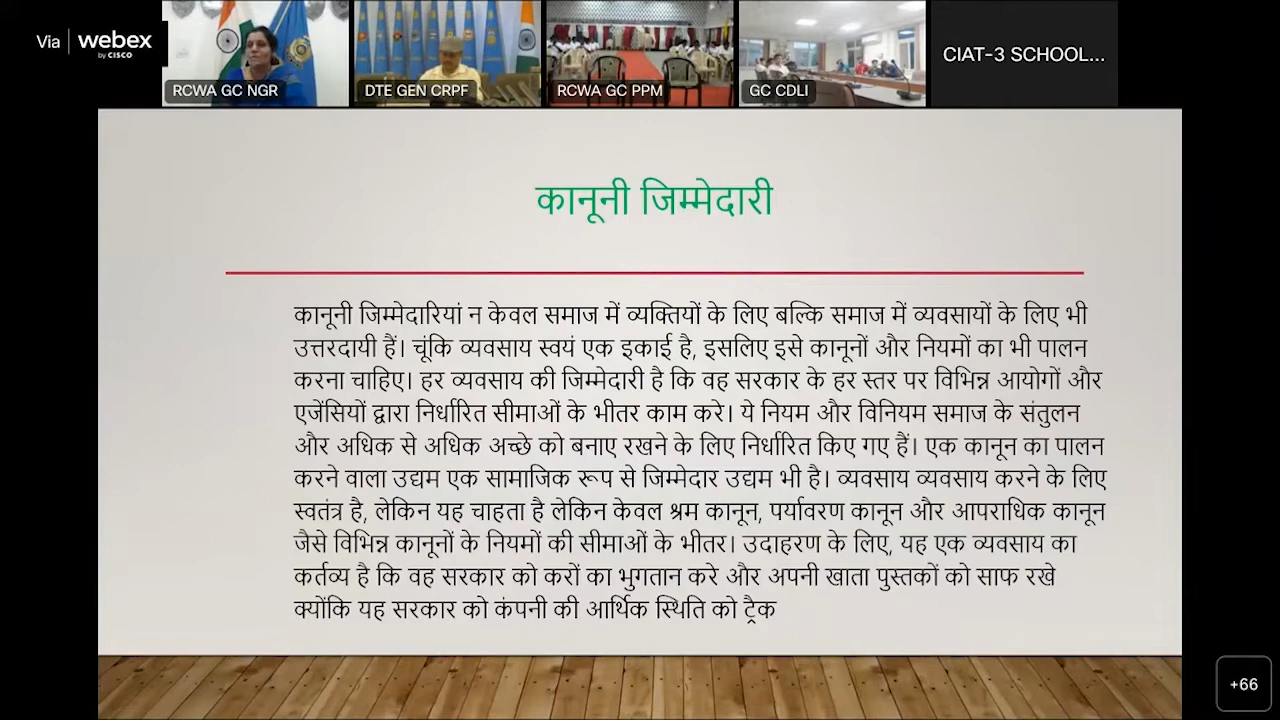 Via webex
by CISCO
RCWA GC NGR
DTE GEN CRPF
RCWA GC PPM
GC CDLI
CIAT-3 SCHOOL...
कानूनी जिम्मेदारी
कानूनी जिम्मेदारियां न केवल समाज में व्यक्तियों के लिए बल्कि समाज में व्यवसायों के लिए भी
उत्तरदायी हैं। चूंकि व्यवसाय स्वयं एक इकाई है, इसलिए इसे कानूनों और नियमों का भी पालन
करना चाहिए। हर व्यवसाय की जिम्मेदारी है कि वह सरकार के हर स्तर पर विभिन्न आयोगों और
एजेंसियों द्वारा निर्धारित सीमाओं के भीतर काम करे। ये नियम और विनियम समाज के संतुलन
और अधिक से अधिक अच्छे को बनाए रखने के लिए निर्धारित किए गए हैं। एक कानून का पालन
करने वाला उद्यम एक सामाजिक रूप से जिम्मेदार उद्यम भी है। व्यवसाय व्यवसाय करने के लिए
स्वतंत्र है, लेकिन यह चाहता है लेकिन केवल श्रम कानून, पर्यावरण कानून और आपराधिक कानून
जैसे विभिन्न कानूनों के नियमों की सीमाओं के भीतर। उदाहरण के लिए, यह एक व्यवसाय का
कर्तव्य है कि वह सरकार को करों का भुगतान करे और अपनी खाता पुस्तकों को साफ रखे
क्योंकि यह सरकार को कंपनी की आर्थिक स्थिति को ट्रैक
+66